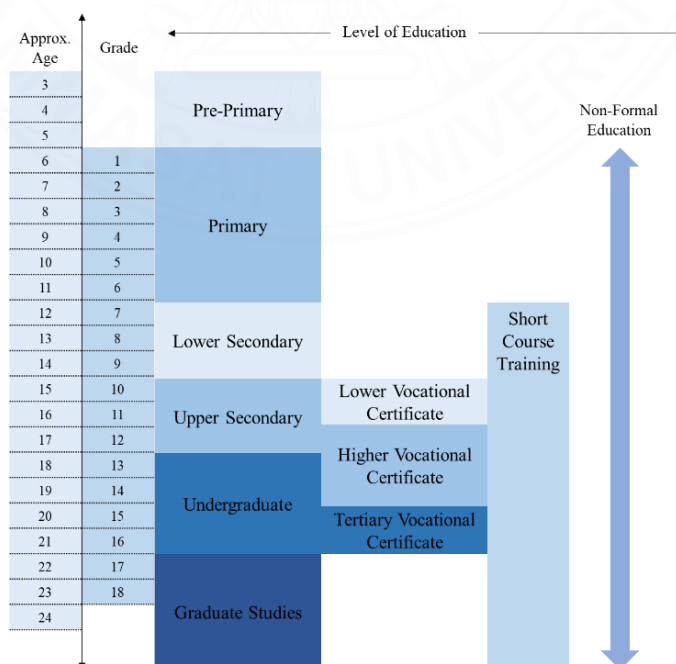 Approx.
Age
Grade
Level of Education
Non-Formal
Education
3
4
5
6
7
8
9
10
11
12
13
14
15
16
17
18
19
20
21
22
23
24
1
2
3
4
5
6
7
8
9
10
11
12
13
14
15
16
17
18
Pre-Primary
Primary
Lower Secondary
Upper Secondary
Undergraduate
Graduate Studies
Lower Vocational
Certificate
Higher Vocational
Certificate
Tertiary Vocational
Certificate
Short
Course
Training